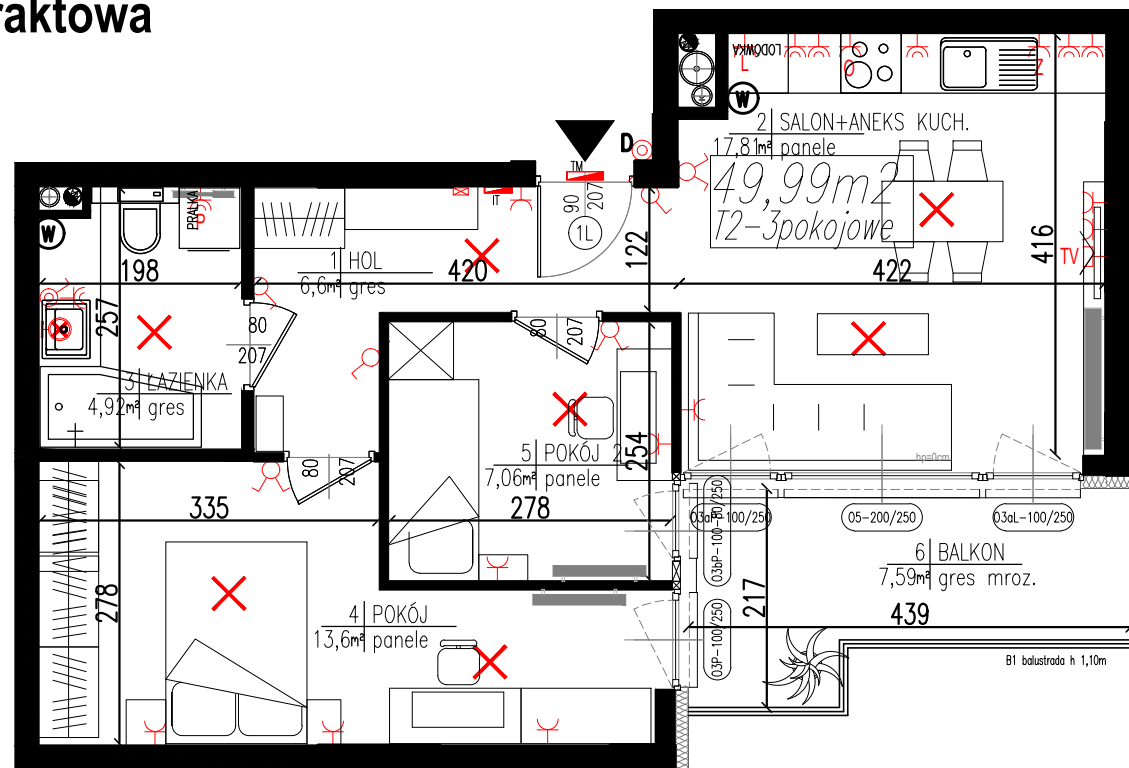 raktowa
LODÓWKA
L
O
Z
W
2 SALON+ANEKS KUCH.
17,81m² panele
49,99m2
T2-3pokojowe
D
TM
IT
90
207
1L
PRALKA
W
198
1 HOL
6,6m² gres
420
122
422
416
TV
257
80
207
80
207
3 ŁAZIENKA
4,92m² gres
5 POKÓJ 2
7,06m² panele
254
hp=0cm
80
207
335
278
03aP-100/250
05-200/250
03aL-100/250
03bP-100-80/250
6 BALKON
7,59m² gres mroz.
278
217
439
03P-100/250
4 POKÓJ
13,6m² panele
B1 balustrada h 1,10m